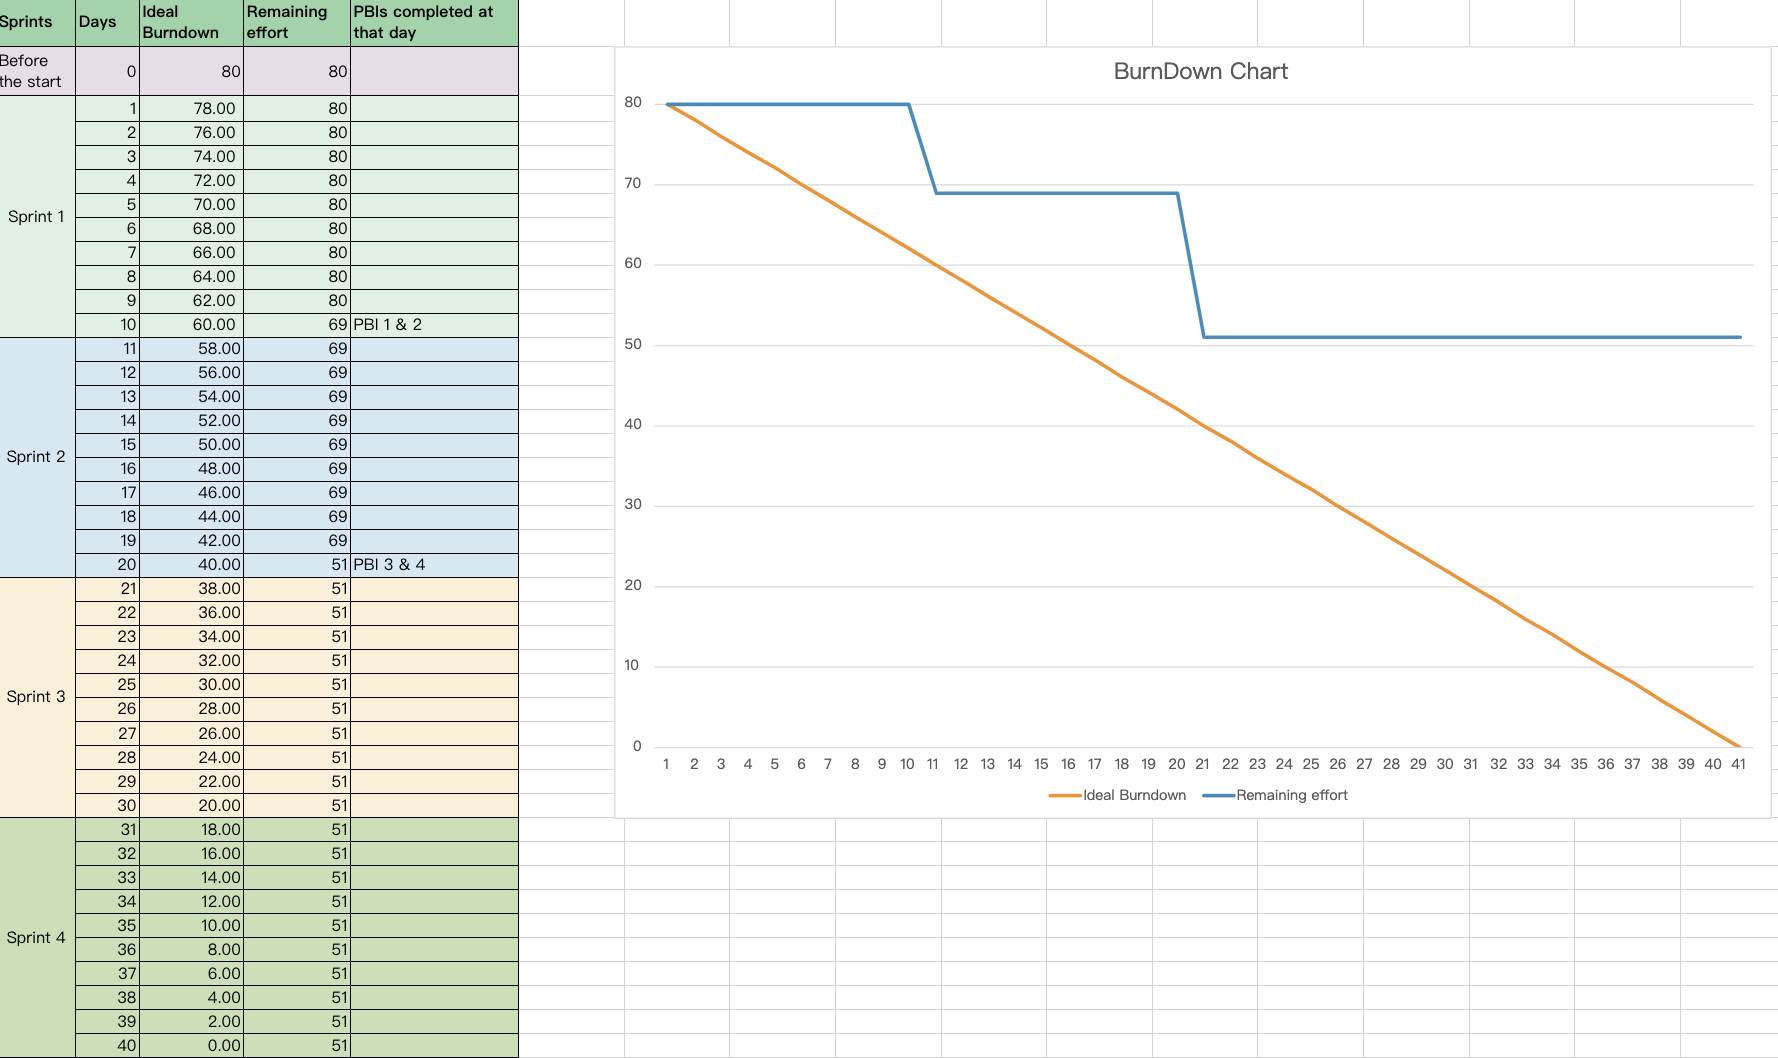 Sprints Days Ideal Burndown Remaining effort PBIs completed at that day
Before the start 0 80 80
Sprint 1
1 78.00 80
2 76.00 80
3 74.00 80
4 72.00 80
5 70.00 80
6 68.00 80
7 66.00 80
8 64.00 80
9 62.00 80
10 60.00 69 PBI 1 & 2
Sprint 2
11 58.00 69
12 56.00 69
13 54.00 69
14 52.00 69
15 50.00 69
16 48.00 69
17 46.00 69
18 44.00 69
19 42.00 69
20 40.00 51 PBI 3 & 4
Sprint 3
21 38.00 51
22 36.00 51
23 34.00 51
24 32.00 51
25 30.00 51
26 28.00 51
27 26.00 51
28 24.00 51
29 22.00 51
30 20.00 51
Sprint 4
31 18.00 51
32 16.00 51
33 14.00 51
34 12.00 51
35 10.00 51
36 8.00 51
37 6.00 51
38 4.00 51
39 2.00 51
40 0.00 51
BurnDown Chart
80
70
60
50
40
30
20
10
0
1 2 3 4 5 6 7 8 9 10 11 12 13 14 15 16 17 18 19 20 21 22 23 24 25 26 27 28 29 30 31 32 33 34 35 36 37 38 39 40 41
Ideal Burndown Remaining effort